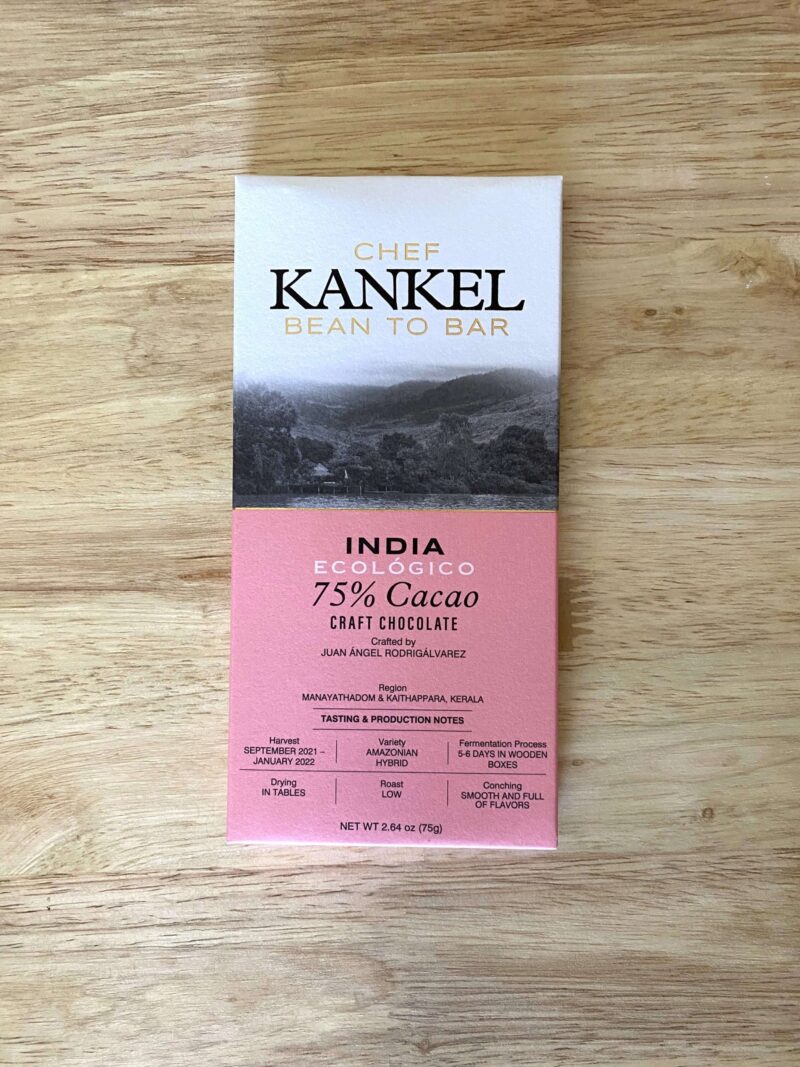 CHEF
KANKEL
BEAN TO BAR
INDIA
ECOLÓGICO
75% Cacao
CRAFT CHOCOLATE
Crafted by
JUAN ÁNGEL RODRIGÁLVAREZ
Region
MANAYATHADOM & KAITHAPPARA, KERALA
TASTING & PRODUCTION NOTES
Harvest
SEPTEMBER 2021 –
JANUARY 2022
Variety
AMAZONIAN
HYBRID
Fermentation Process
5-6 DAYS IN WOODEN
BOXES
Drying
IN TABLES
Roast
LOW
Conching
SMOOTH AND FULL
OF FLAVORS
NET WT 2.64 oz (75g)